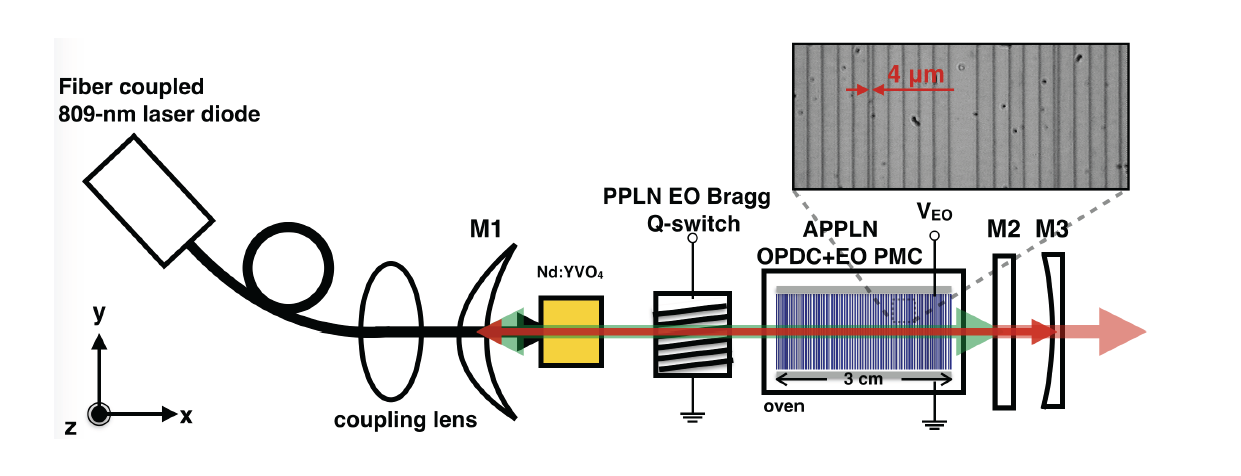 Fiber coupled
809-nm laser diode
4 μm
PPLN EO Bragg
Q-switch
VEO
M1
APPLN
M2
M3
OPDC+EO PMC
Nd:YVO₄
y
3 cm
x
z
coupling lens
oven